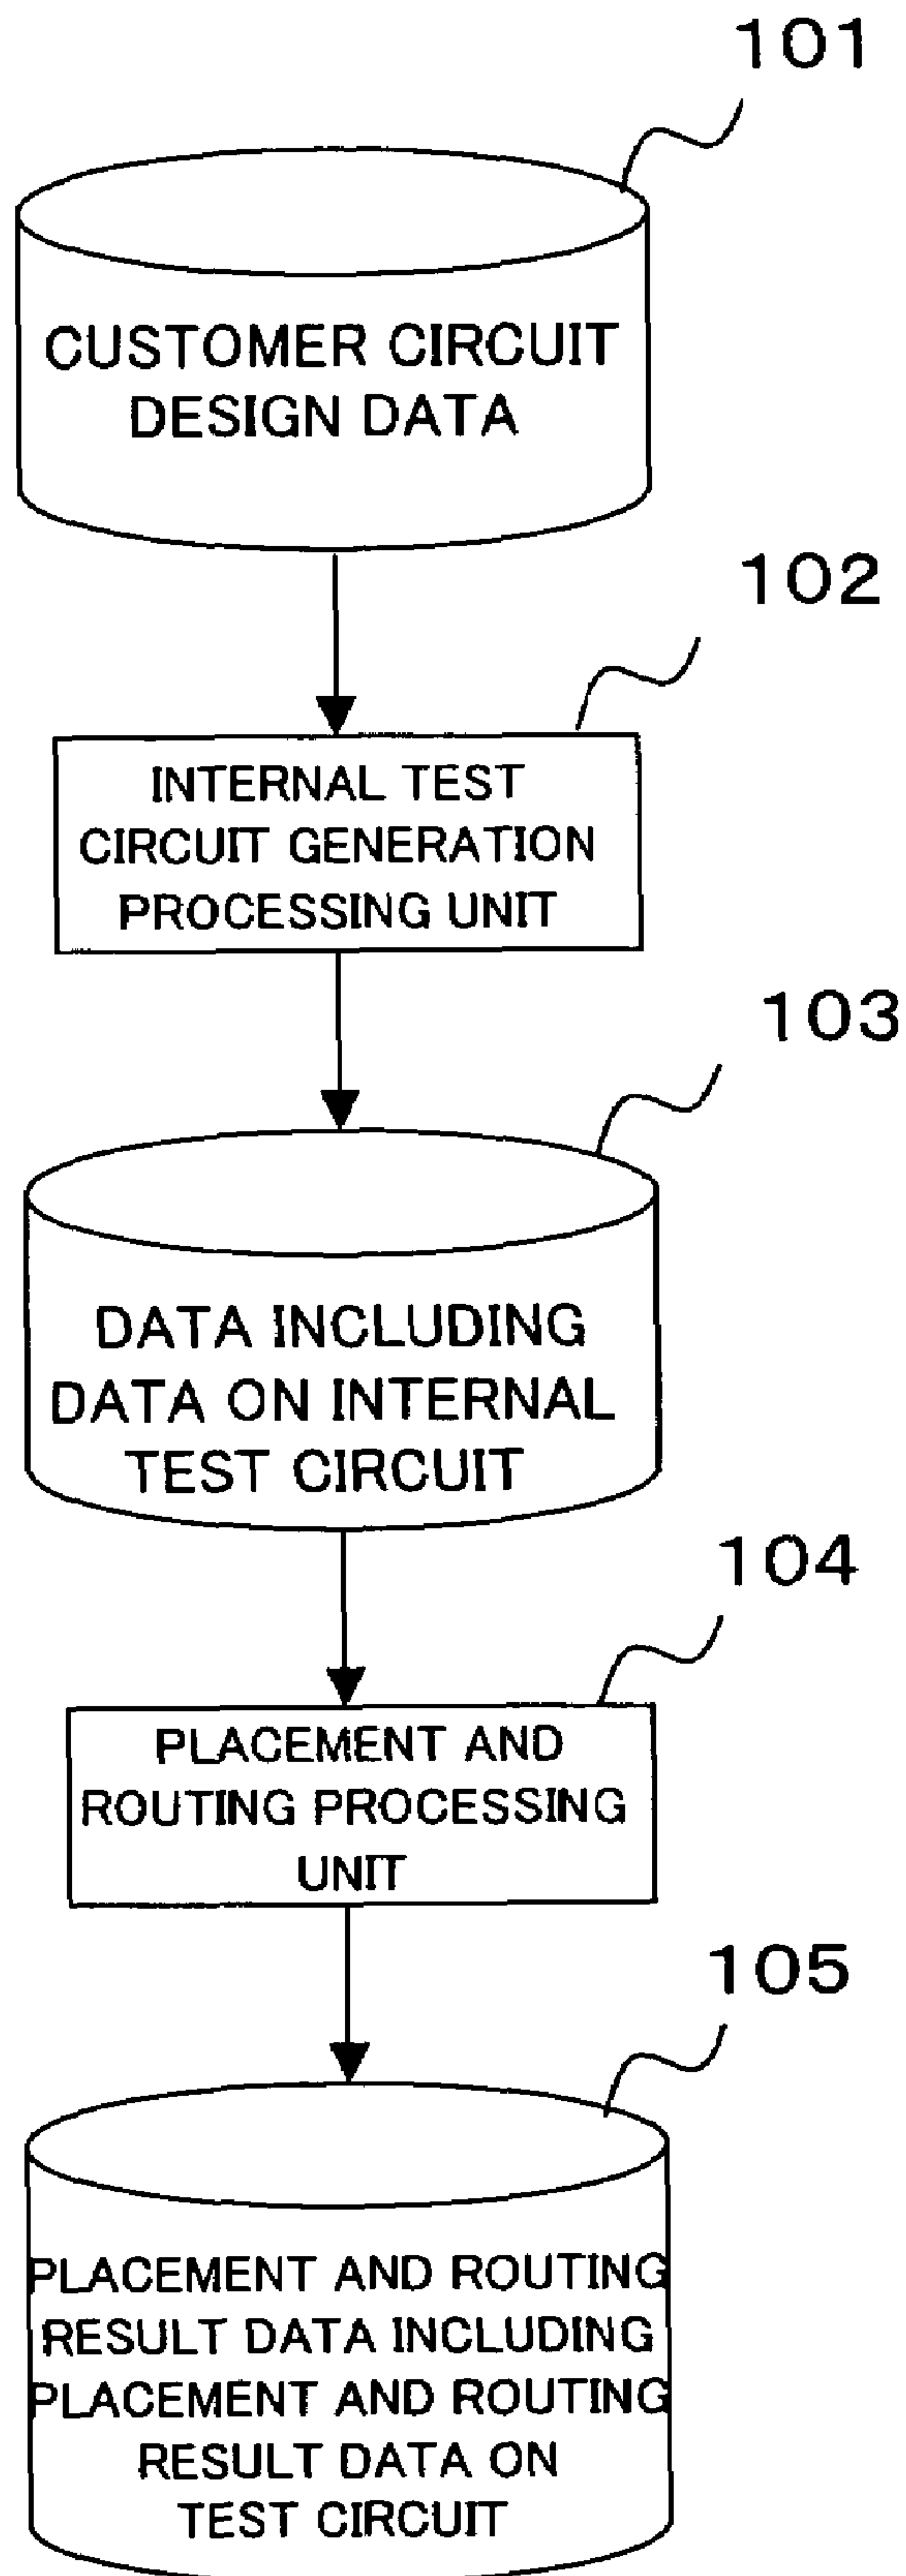 101
CUSTOMER CIRCUIT
DESIGN DATA
102
INTERNAL TEST
CIRCUIT GENERATION
PROCESSING UNIT
103
DATA INCLUDING
DATA ON INTERNAL
TEST CIRCUIT
104
PLACEMENT AND
ROUTING PROCESSING
UNIT
105
PLACEMENT AND ROUTING
RESULT DATA INCLUDING
PLACEMENT AND ROUTING
RESULT DATA ON
TEST CIRCUIT